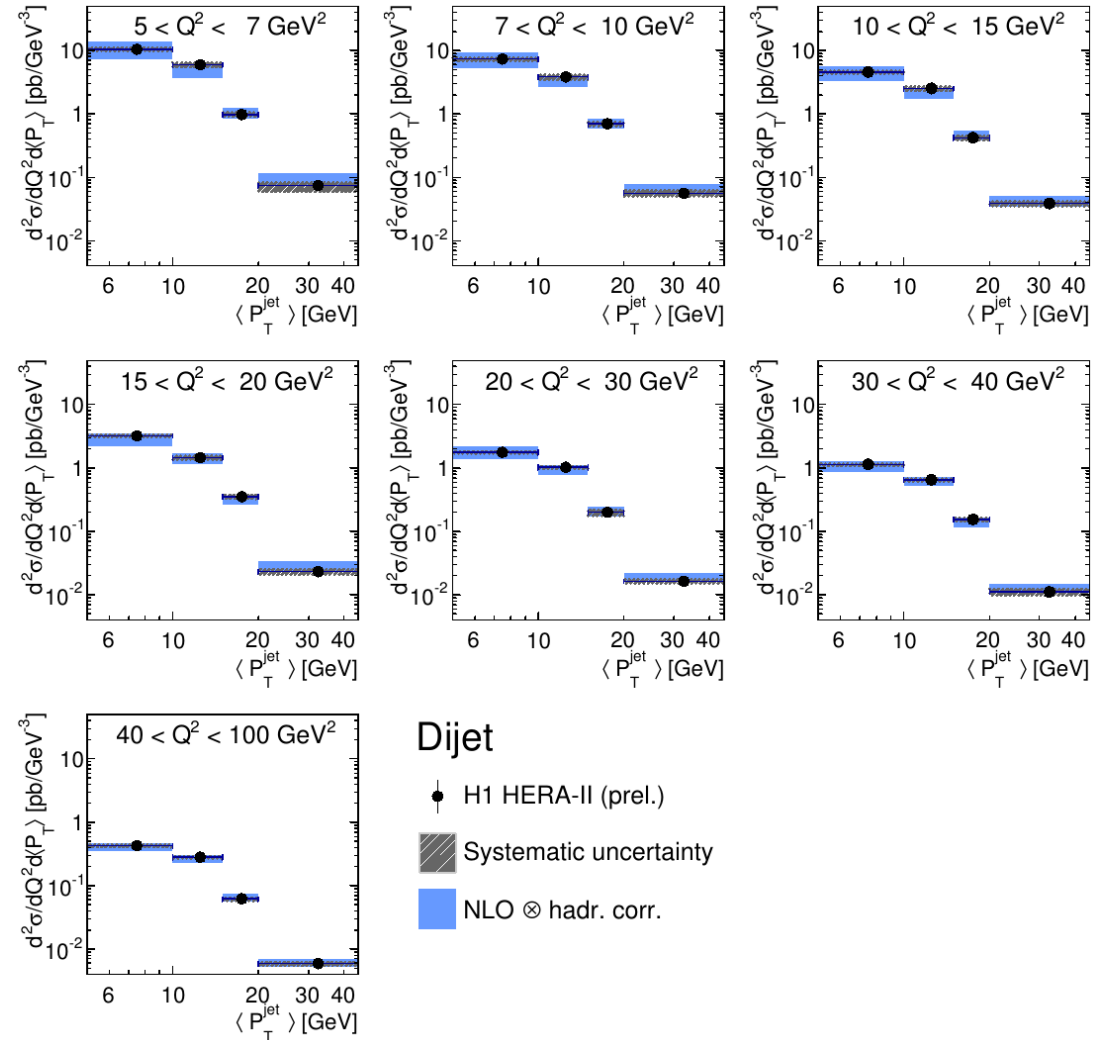 5 < Q² < 7 GeV²
d²σ/dQ²d⟨P_T⟩ [pb/GeV⁻³]
10
1
10⁻¹
10⁻²
6 10 20 30 40
⟨ P_T^jet ⟩ [GeV]
7 < Q² < 10 GeV²
d²σ/dQ²d⟨P_T⟩ [pb/GeV⁻³]
10
1
10⁻¹
10⁻²
6 10 20 30 40
⟨ P_T^jet ⟩ [GeV]
10 < Q² < 15 GeV²
d²σ/dQ²d⟨P_T⟩ [pb/GeV⁻³]
10
1
10⁻¹
10⁻²
6 10 20 30 40
⟨ P_T^jet ⟩ [GeV]
15 < Q² < 20 GeV²
d²σ/dQ²d⟨P_T⟩ [pb/GeV⁻³]
10
1
10⁻¹
10⁻²
6 10 20 30 40
⟨ P_T^jet ⟩ [GeV]
20 < Q² < 30 GeV²
d²σ/dQ²d⟨P_T⟩ [pb/GeV⁻³]
10
1
10⁻¹
10⁻²
6 10 20 30 40
⟨ P_T^jet ⟩ [GeV]
30 < Q² < 40 GeV²
d²σ/dQ²d⟨P_T⟩ [pb/GeV⁻³]
10
1
10⁻¹
10⁻²
6 10 20 30 40
⟨ P_T^jet ⟩ [GeV]
40 < Q² < 100 GeV²
d²σ/dQ²d⟨P_T⟩ [pb/GeV⁻³]
10
1
10⁻¹
10⁻²
6 10 20 30 40
⟨ P_T^jet ⟩ [GeV]
Dijet
H1 HERA-II (prel.)
Systematic uncertainty
NLO ⊗ hadr. corr.